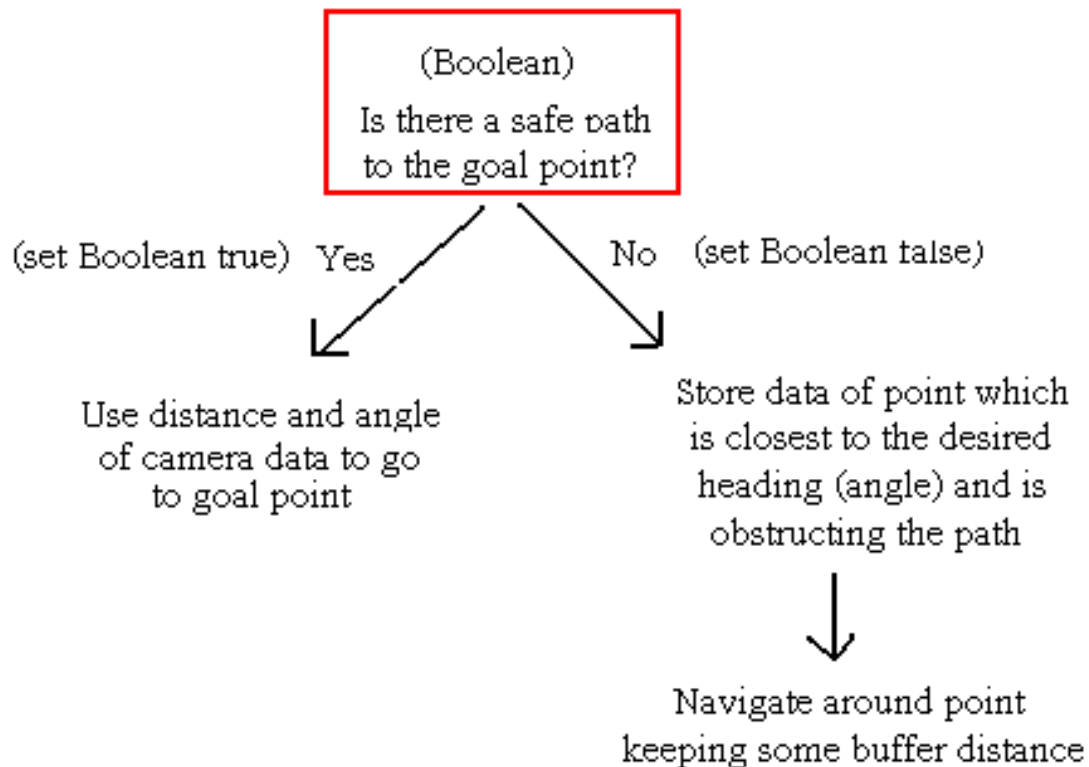 (Boolean)
Is there a safe path
to the goal point?
(set Boolean true) Yes
No (set Boolean false)
Use distance and angle
of camera data to go
to goal point
Store data of point which
is closest to the desired
heading (angle) and is
obstructing the path
Navigate around point
keeping some buffer distance